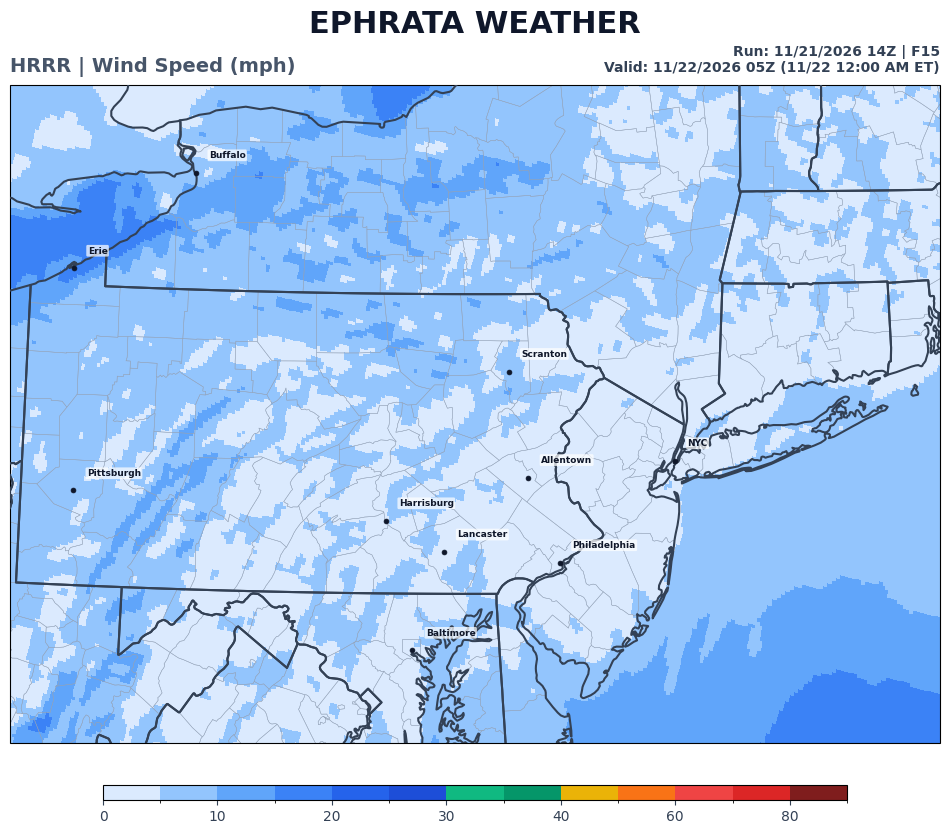 EPHRATA WEATHER
HRRR | Wind Speed (mph)
Run: 11/21/2026 14Z | F15
Valid: 11/22/2026 05Z (11/22 12:00 AM ET)
Buffalo
Erie
Scranton
NYC
Allentown
Pittsburgh
Harrisburg
Lancaster
Philadelphia
Baltimore
0 10 20 30 40 50 60 70 80